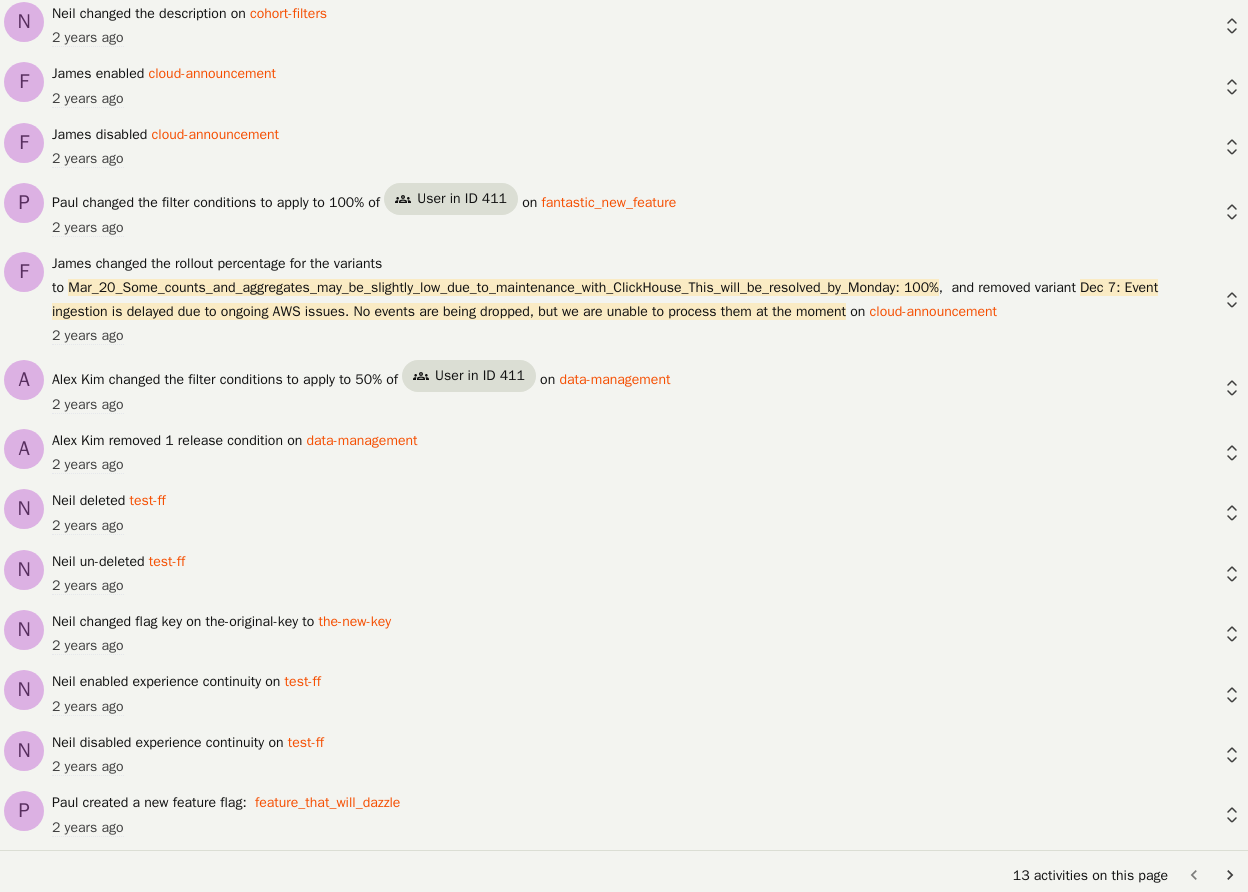 N
Neil changed the description on cohort-filters
2 years ago
F
James enabled cloud-announcement
2 years ago
F
James disabled cloud-announcement
2 years ago
P
Paul changed the filter conditions to apply to 100% of User in ID 411 on fantastic_new_feature
2 years ago
F
James changed the rollout percentage for the variants
to Mar_20_Some_counts_and_aggregates_may_be_slightly_low_due_to_maintenance_with_ClickHouse_This_will_be_resolved_by_Monday: 100%, and removed variant Dec 7: Event
ingestion is delayed due to ongoing AWS issues. No events are being dropped, but we are unable to process them at the moment on cloud-announcement
2 years ago
A
Alex Kim changed the filter conditions to apply to 50% of User in ID 411 on data-management
2 years ago
A
Alex Kim removed 1 release condition on data-management
2 years ago
N
Neil deleted test-ff
2 years ago
N
Neil un-deleted test-ff
2 years ago
N
Neil changed flag key on the-original-key to the-new-key
2 years ago
N
Neil enabled experience continuity on test-ff
2 years ago
N
Neil disabled experience continuity on test-ff
2 years ago
P
Paul created a new feature flag: feature_that_will_dazzle
2 years ago
13 activities on this page